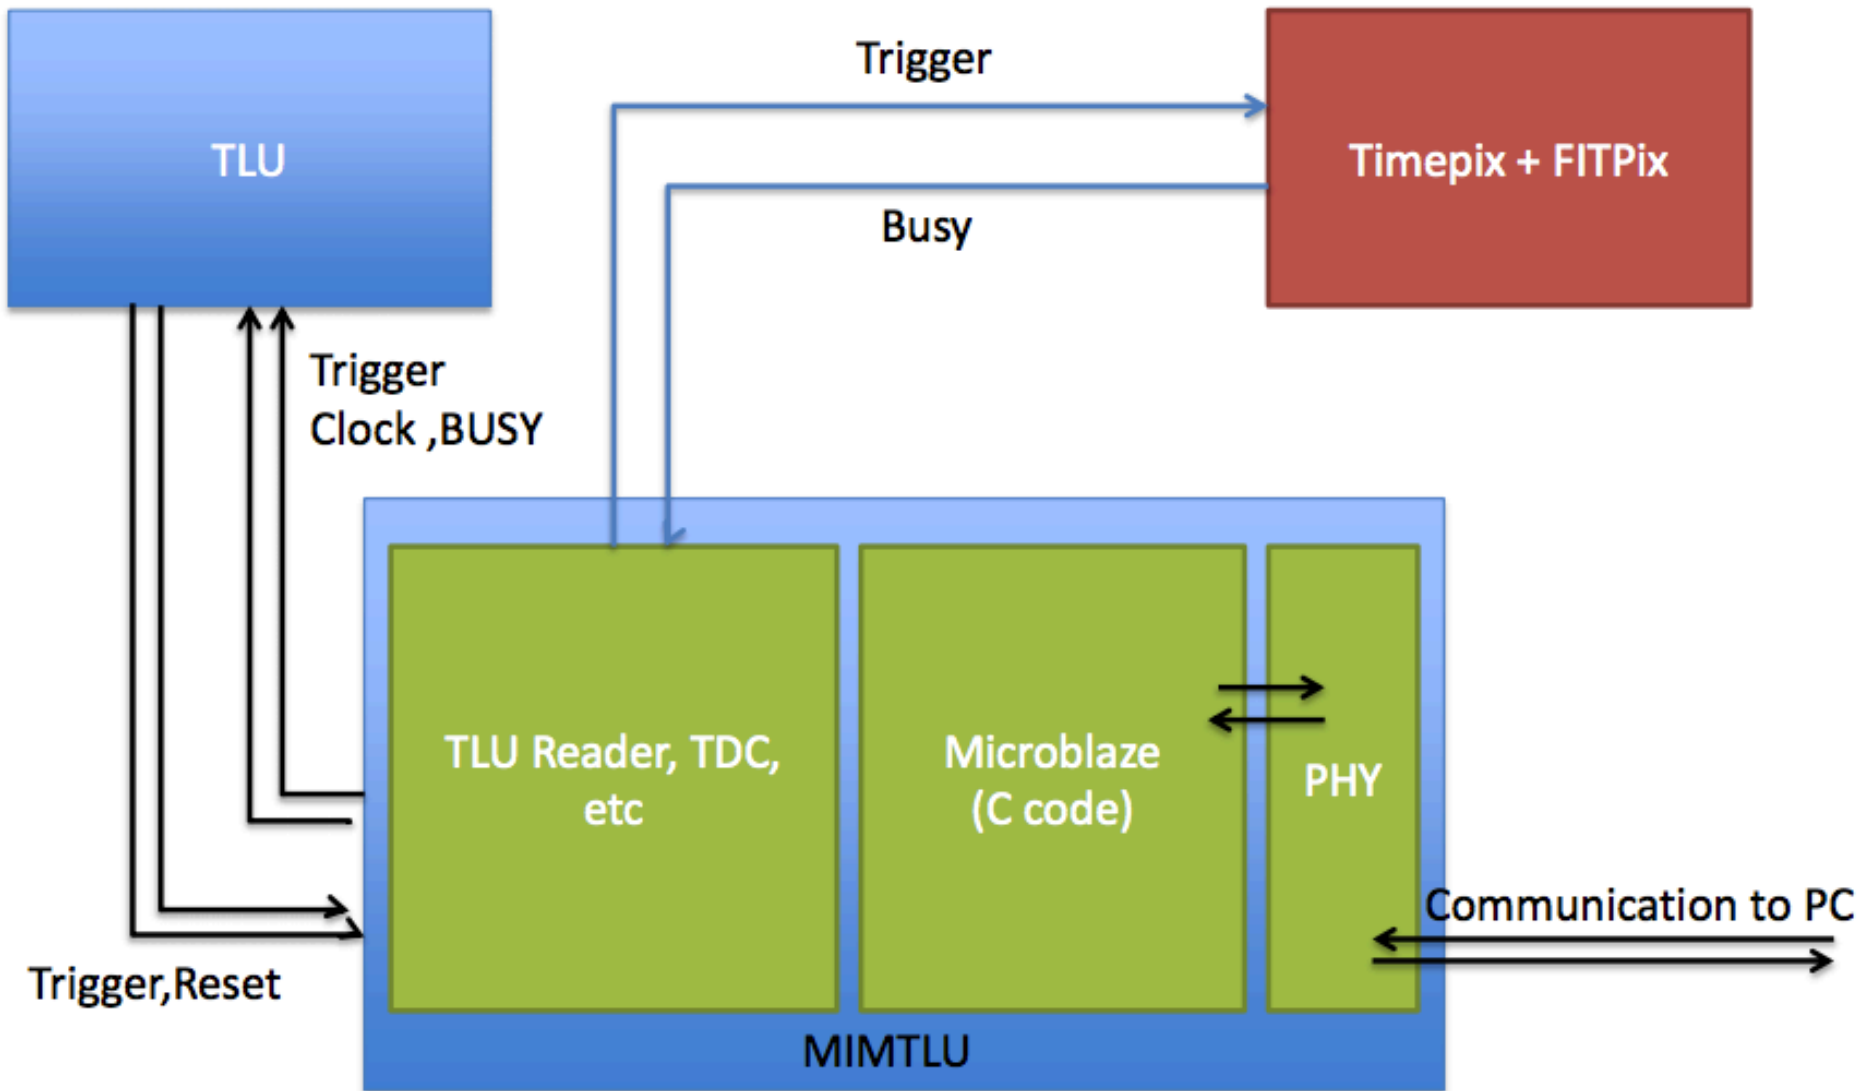 TLU
Trigger
Timepix + FITPix
Busy
Trigger
Clock ,BUSY
TLU Reader, TDC,
etc
Microblaze
(C code)
PHY
Communication to PC
Trigger,Reset
MIMTLU